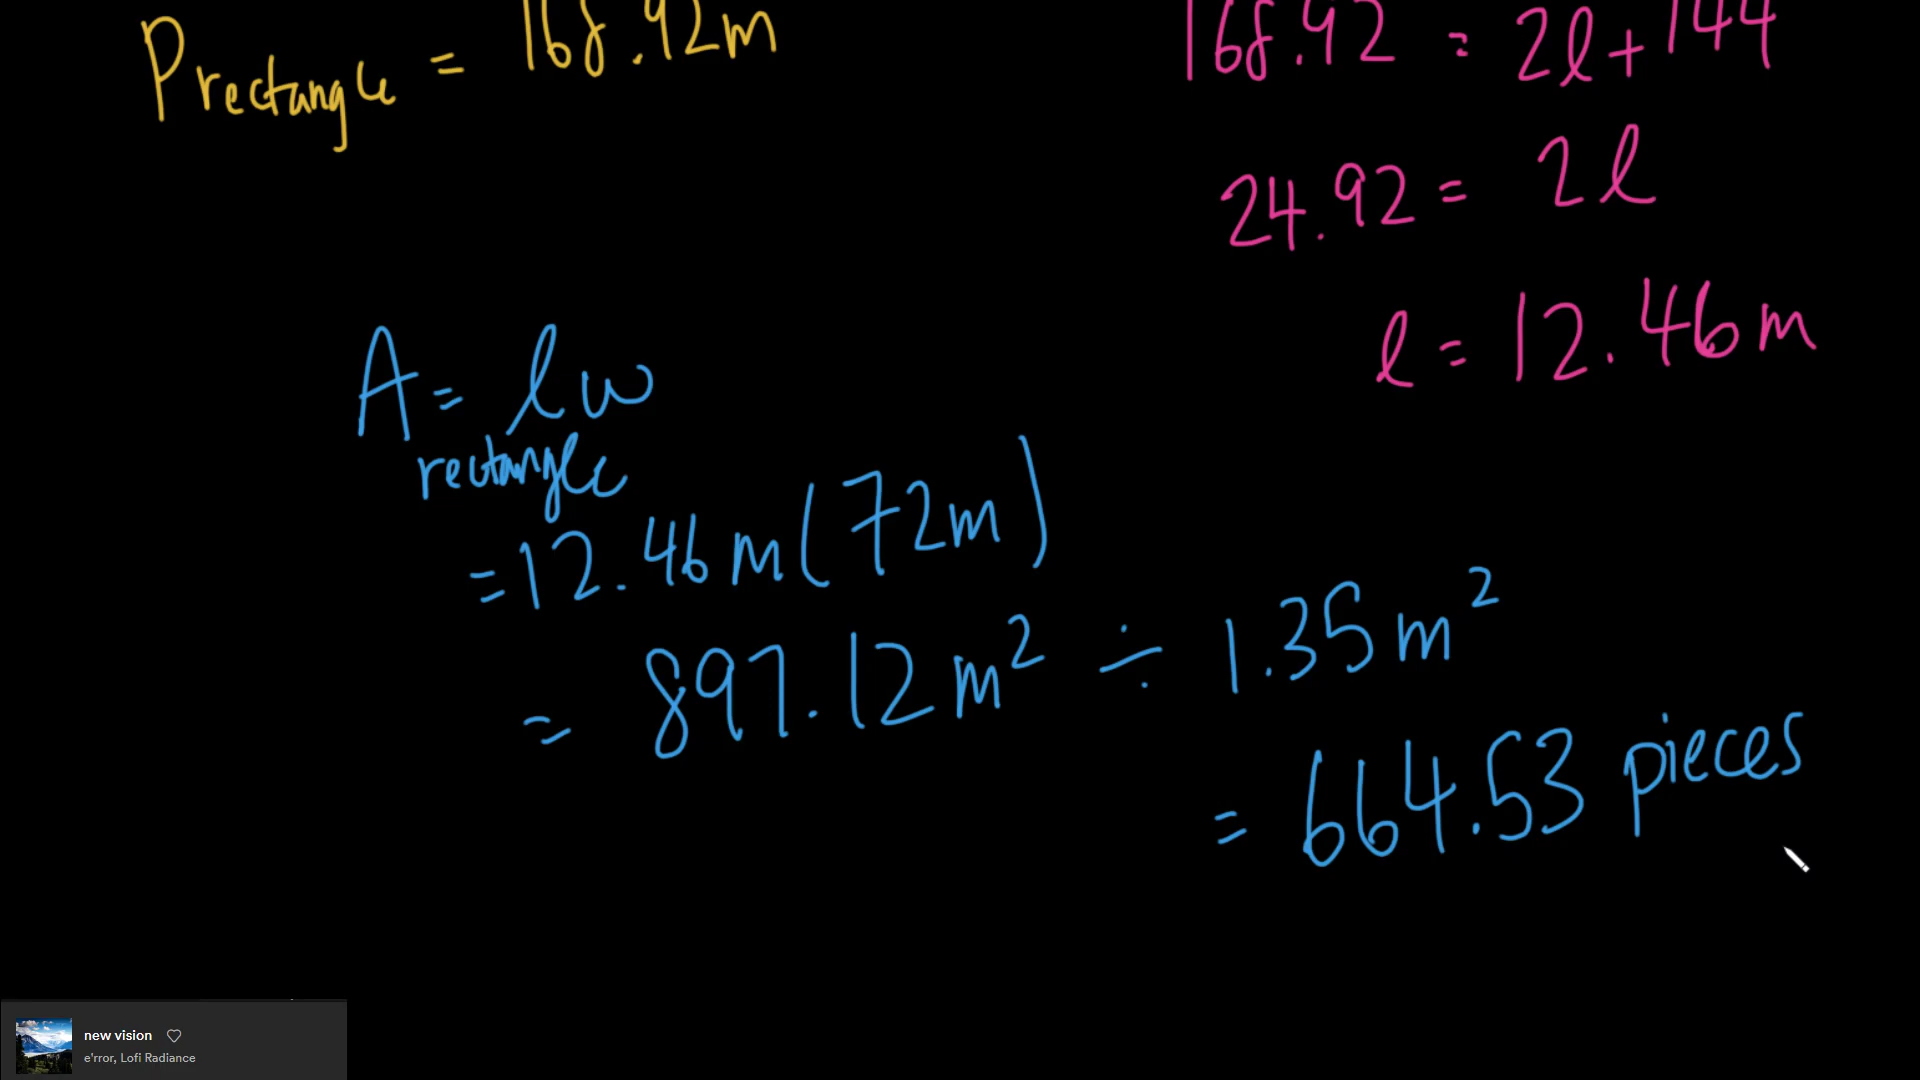 P rectangle = 168.92m
168.92 = 2l + 144
24.92 = 2l
l = 12.46m
A = lw
rectangle
= 12.46m(72m)
= 897.12m² ÷ 1.35m²
= 664.53 pieces
new vision
e'rror, Lofi Radiance